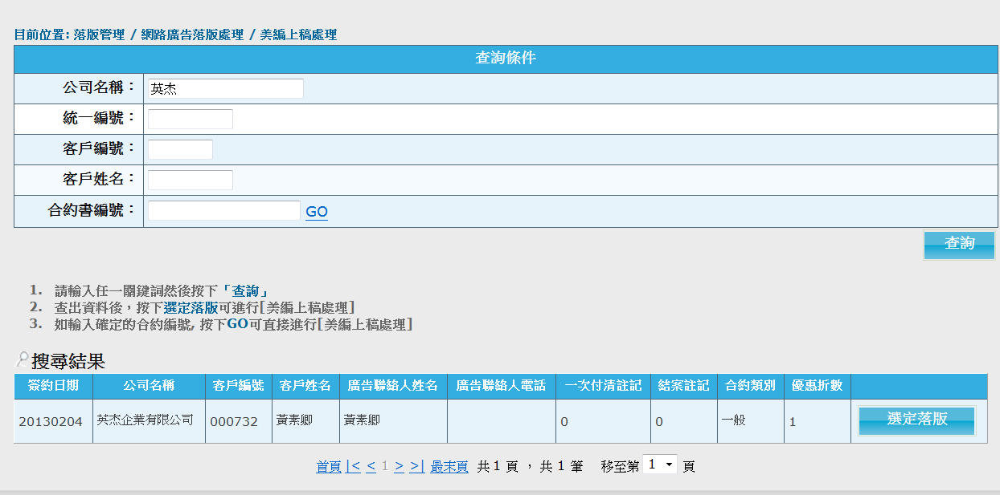 目前位置: 落版管理 / 網路廣告落版處理 / 美編上稿處理
查詢條件
公司名稱： 英杰
統一編號：
客戶編號：
客戶姓名：
合約書編號： GO
查詢
1. 請輸入任一關鍵詞然後按下「查詢」
2. 查出資料後，按下選定落版可進行[美編上稿處理]
3. 如輸入確定的合約編號, 按下GO可直接進行[美編上稿處理]
搜尋結果
簽約日期 公司名稱 客戶編號 客戶姓名 廣告聯絡人姓名 廣告聯絡人電話 一次付清註記 結案註記 合約類別 優惠折數
20130204 英杰企業有限公司 000732 黃素卿 黃素卿 0 0 一般 1 選定落版
首頁 |< < 1 > >| 最末頁 共 1 頁 ， 共 1 筆 移至第 1 頁